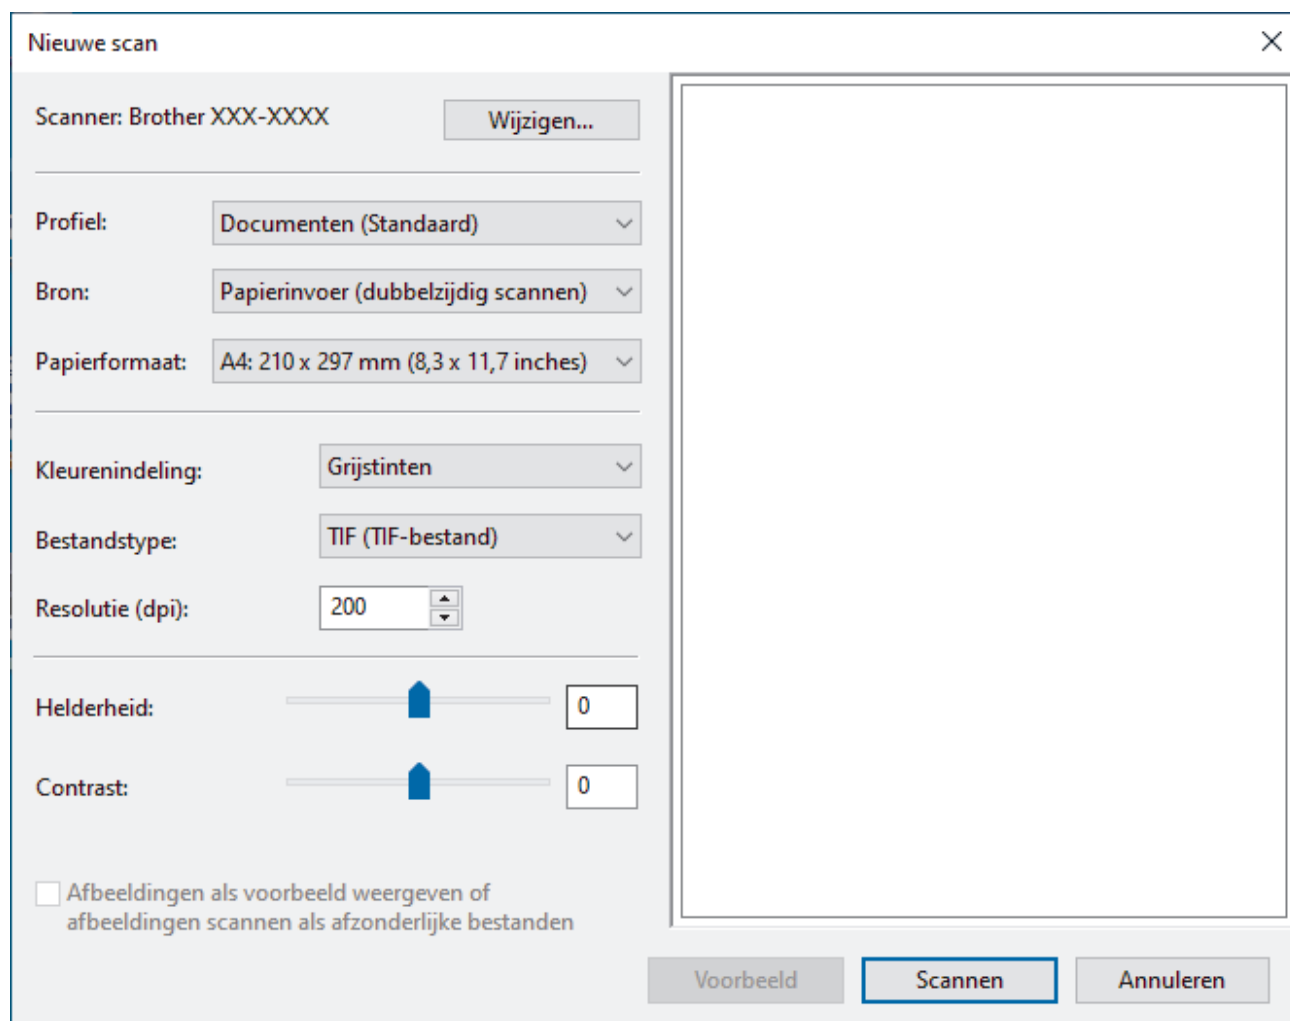 Nieuwe scan
Scanner: Brother XXX-XXXX
Wijzigen...
Profiel:
Documenten (Standaard)
Bron:
Papierinvoer (dubbelzijdig scannen)
Papierformaat:
A4: 210 x 297 mm (8,3 x 11,7 inches)
Kleurenindeling:
Grijstinten
Bestandstype:
TIF (TIF-bestand)
Resolutie (dpi):
200
Helderheid:
0
Contrast:
0
Afbeeldingen als voorbeeld weergeven of
afbeeldingen scannen als afzonderlijke bestanden
Voorbeeld
Scannen
Annuleren